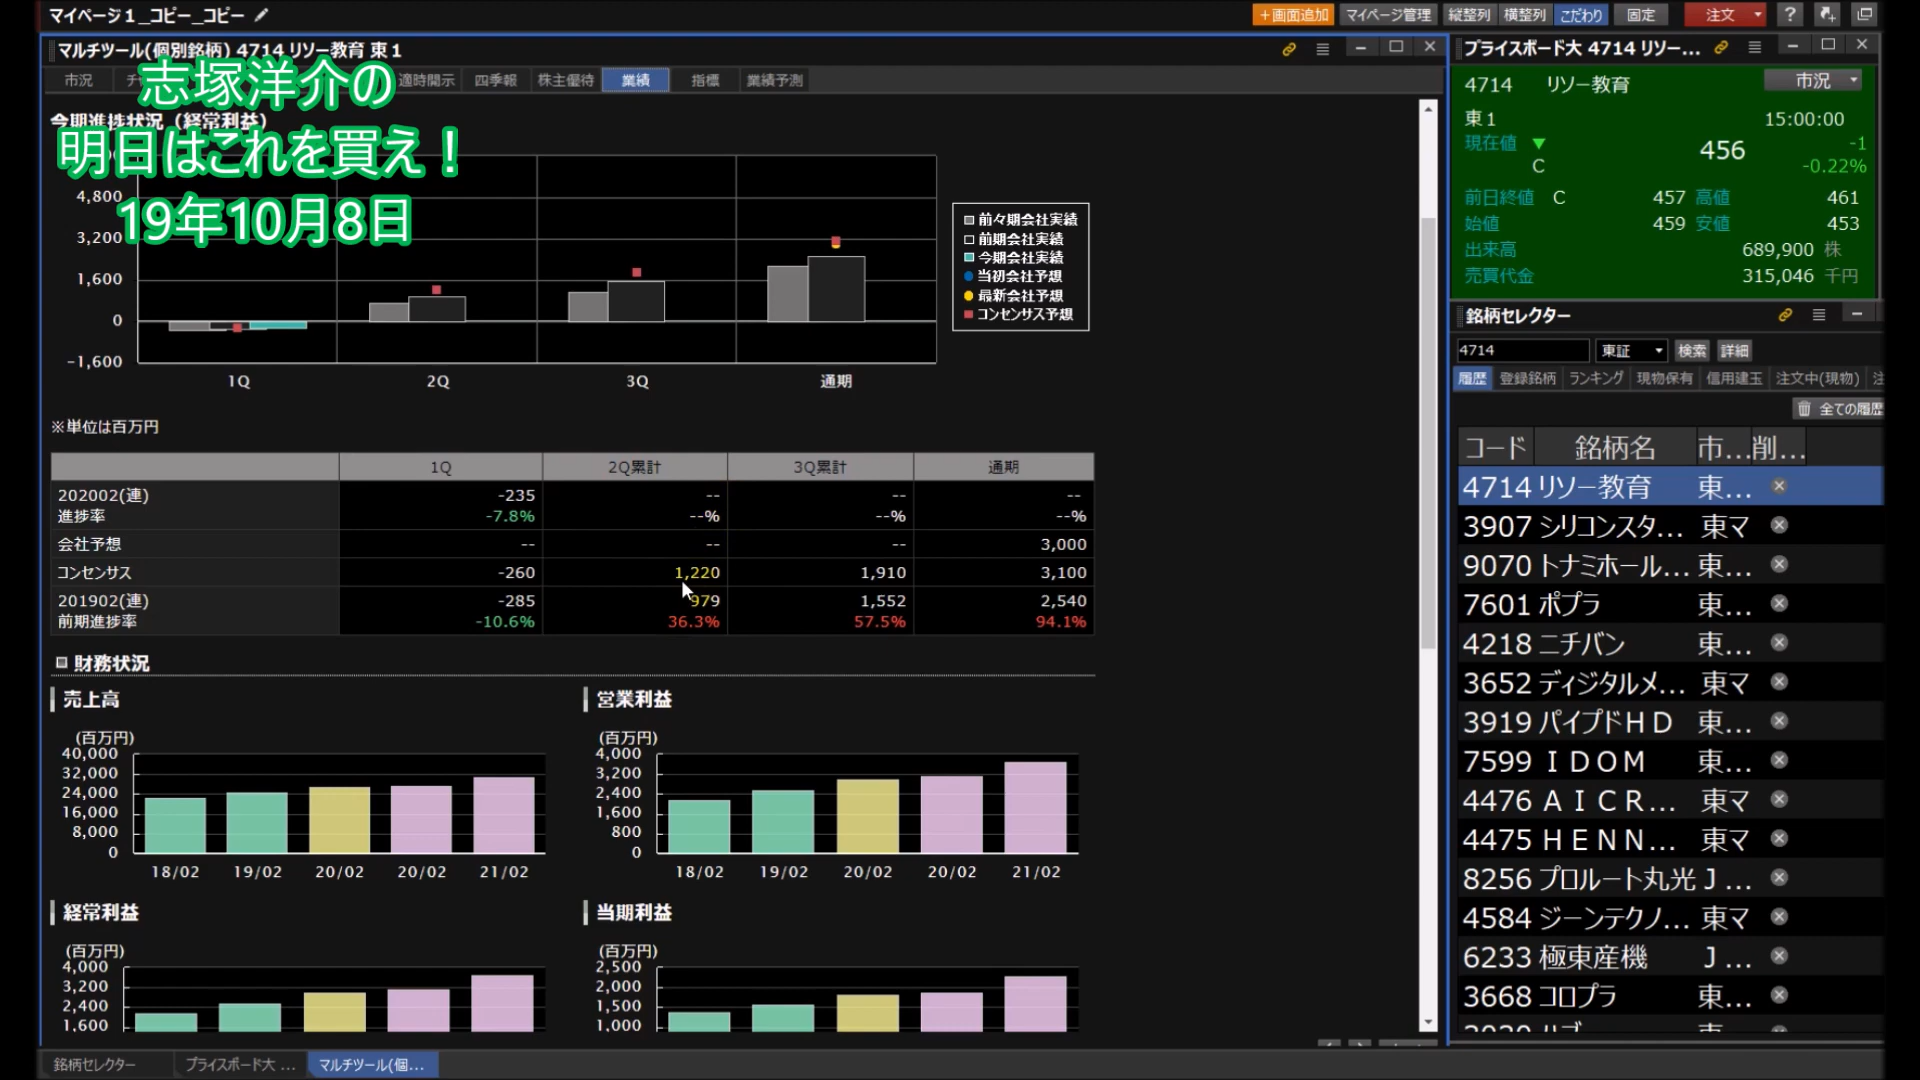 マイページ１_コピー_コピー
＋画面追加
マイページ管理
縦整列
横整列
こだわり
固定
注文
?
マルチツール(個別銘柄) 4714 リソー教育 東１
市況
適時開示
四季報
株主優待
業績
指標
業績予測
志塚洋介の
明日はこれを買え！
19年10月8日
今期進捗状況（経常利益）
4,800
3,200
1,600
0
-1,600
1Q
2Q
3Q
通期
前々期会社実績
前期会社実績
今期会社実績
当初会社予想
最新会社予想
コンセンサス予想
※単位は百万円
1Q 2Q累計 3Q累計 通期
202002(連) -235 -- -- --
進捗率 -7.8% --% --% --%
会社予想 -- -- -- 3,000
コンセンサス -260 1,220 1,910 3,100
201902(連) -285 979 1,552 2,540
前期進捗率 -10.6% 36.3% 57.5% 94.1%
財務状況
売上高
(百万円)
40,000
32,000
24,000
16,000
8,000
0
18/02 19/02 20/02 20/02 21/02
営業利益
(百万円)
4,000
3,200
2,400
1,600
800
0
18/02 19/02 20/02 20/02 21/02
経常利益
(百万円)
4,000
3,200
2,400
1,600
当期利益
(百万円)
2,500
2,000
1,500
1,000
プライスボード大 4714 リソー...
4714 リソー教育
市況
東１
15:00:00
現在値 ▼ 456 -1
C -0.22%
前日終値 C 457 高値 461
始値 459 安値 453
出来高 689,900 株
売買代金 315,046 千円
銘柄セレクター
4714 東証 検索 詳細
履歴 登録銘柄 ランキング 現物保有 信用建玉 注文中(現物) 注
全ての履歴
コード 銘柄名 市... 削...
4714 リソー教育 東...
3907 シリコンスタ... 東マ
9070 トナミホール... 東...
7601 ポプラ 東...
4218 ニチバン 東...
3652 ディジタルメ... 東マ
3919 パイプドＨＤ 東...
7599 ＩＤＯＭ 東...
4476 ＡＩＣＲ... 東マ
4475 ＨＥＮＮ... 東マ
8256 プロルート丸光 Ｊ...
4584 ジーンテクノ... 東マ
6233 極東産機 Ｊ...
3668 コロプラ 東...
銘柄セレクター
プライスボード大 ...
マルチツール(個...